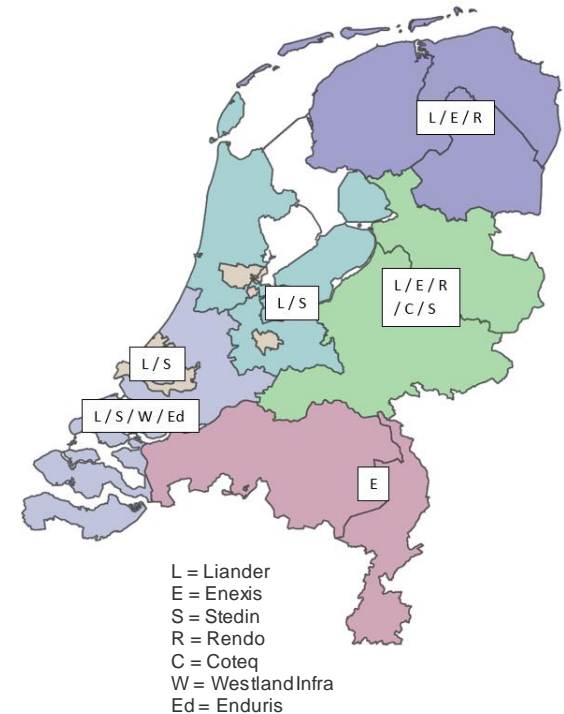 L / E / R
L / E / R
/ C / S
L / S
L / S
L / S / W / Ed
E
L = Liander
E = Enexis
S = Stedin
R = Rendo
C = Coteq
W = WestlandInfra
Ed = Enduris